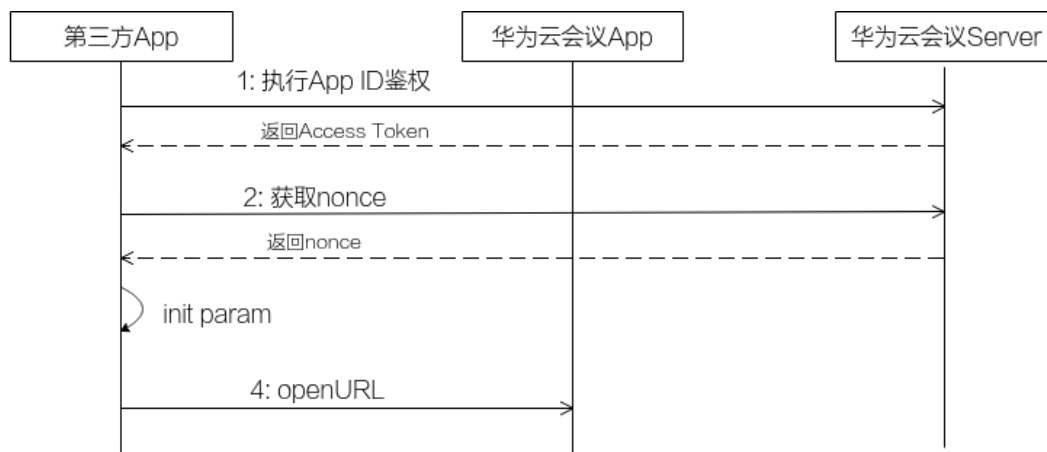 第三方App
华为云会议App
华为云会议Server
1: 执行App ID鉴权
返回Access Token
2: 获取nonce
返回nonce
init param
4: openURL